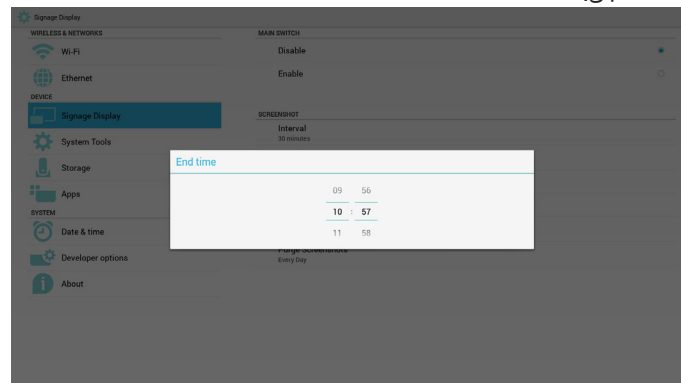 Signage Display
WIRELESS & NETWORKS
Wi-Fi
Ethernet
DEVICE
Signage Display
System Tools
Storage
Apps
SYSTEM
Date & time
Developer options
About
MAIN SWITCH
Disable
Enable
SCREENSHOT
Interval
30 minutes
End time
09 56
10 : 57
11 58
Purge Screenshots
Every Day